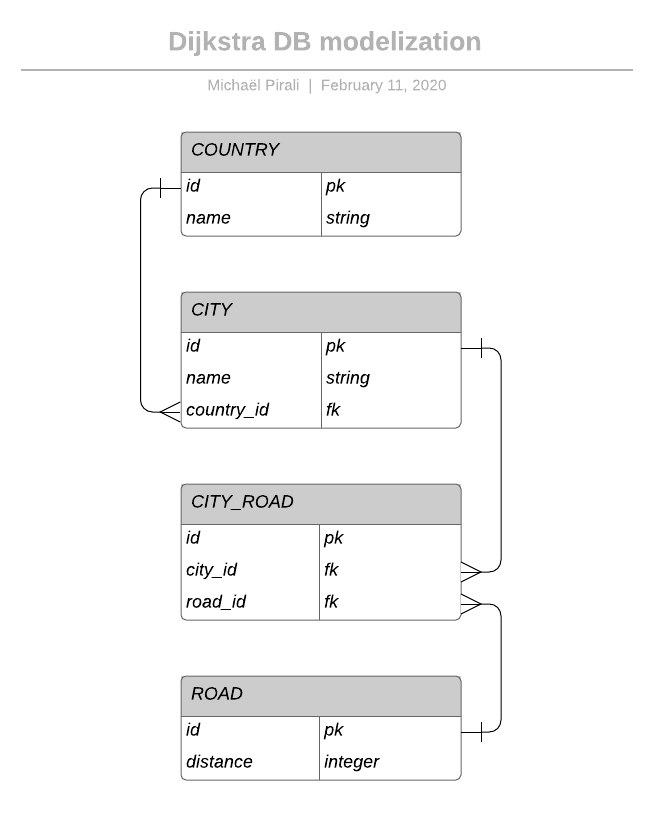 Dijkstra DB modelization
Michaël Pirali | February 11, 2020
COUNTRY
id pk
name string
CITY
id pk
name string
country_id fk
CITY_ROAD
id pk
city_id fk
road_id fk
ROAD
id pk
distance integer